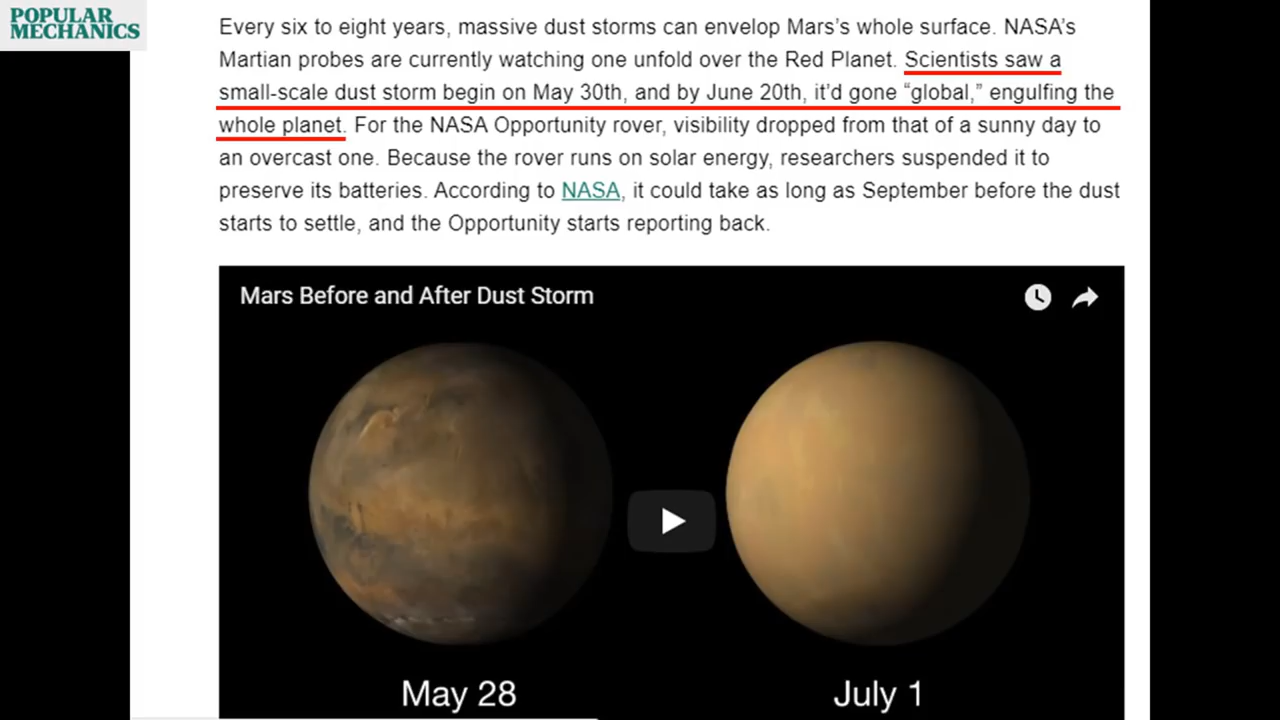 POPULAR
MECHANICS
Every six to eight years, massive dust storms can envelop Mars’s whole surface. NASA’s
Martian probes are currently watching one unfold over the Red Planet. Scientists saw a
small-scale dust storm begin on May 30th, and by June 20th, it’d gone “global,” engulfing the
whole planet. For the NASA Opportunity rover, visibility dropped from that of a sunny day to
an overcast one. Because the rover runs on solar energy, researchers suspended it to
preserve its batteries. According to NASA, it could take as long as September before the dust
starts to settle, and the Opportunity starts reporting back.
Mars Before and After Dust Storm
May 28
July 1